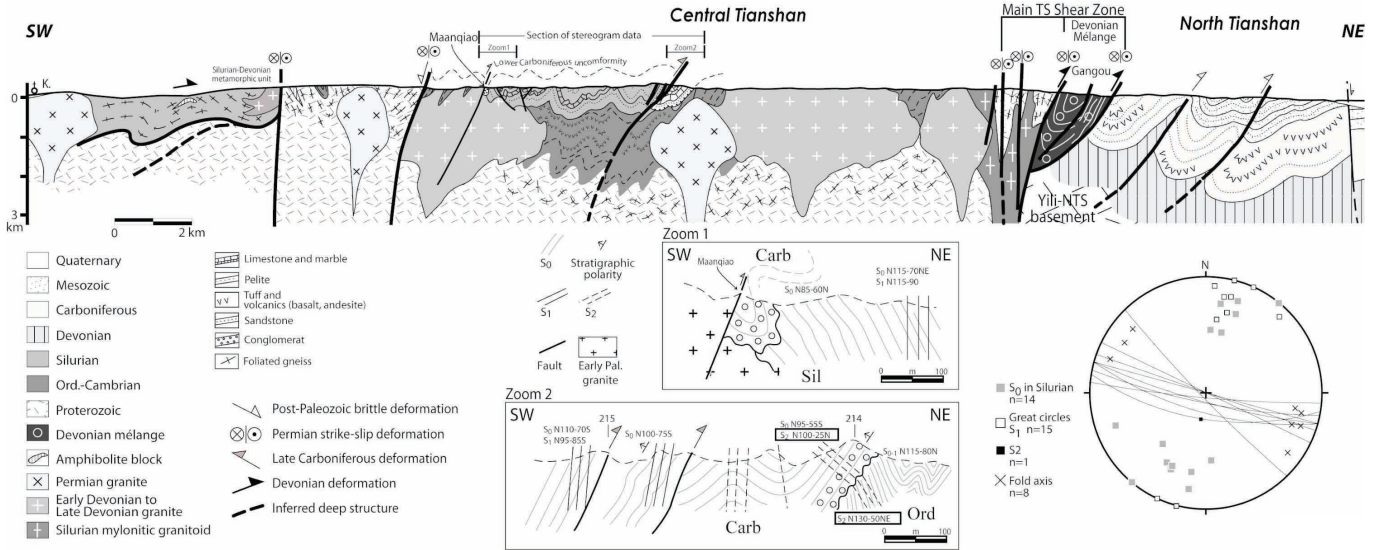 SW
Central Tianshan
Main TS Shear Zone
North Tianshan
NE
Devonian
Mélange
Maanqiao
Section of stereogram data
Zoom1
Zoom2
Lower Carboniferous uncomformity
Silurian-Devonian
metamorphic unit
Gangou
K.
0
3
km
0 2 km
Yili-NTS
basement
Quaternary
Mesozoic
Carboniferous
Devonian
Silurian
Ord.-Cambrian
Proterozoic
Devonian mélange
Amphibolite block
Permian granite
Early Devonian to
Late Devonian granite
Silurian mylonitic granitoid
Limestone and marble
Pelite
Tuff and
volcanics (basalt, andesite)
Sandstone
Conglomerat
Foliated gneiss
Post-Paleozoic brittle deformation
Permian strike-slip deformation
Late Carboniferous deformation
Devonian deformation
Inferred deep structure
S0
Stratigraphic
polarity
S1
S2
Fault
Early Pal.
granite
Zoom 1
SW
Carb
NE
Maanqiao
S0 N85-60N
S0 N115-70NE
S1 N115-90
Sil
0 m 100
Zoom 2
SW
215
214
NE
S0 N110-70S
S1 N95-85S
S0 N100-75S
S0 N95-55S
S2 N100-25N
S0-1 N115-80N
Carb
S2 N130-50NE
Ord
0 m 100
N
S0 in Silurian
n=14
Great circles
S1 n=15
S2
n=1
Fold axis
n=8